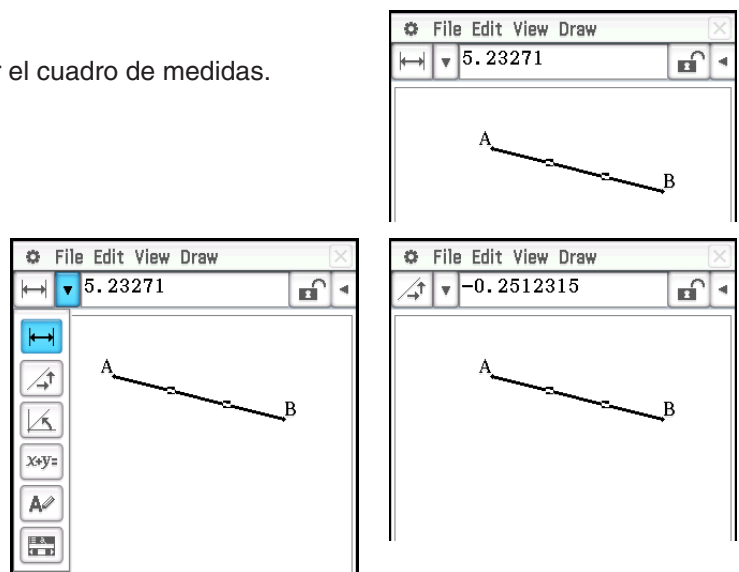 File Edit View Draw
5.23271
r el cuadro de medidas.
A
B
File Edit View Draw
5.23271
A
B
x+y=
A
File Edit View Draw
-0.2512315
A
B